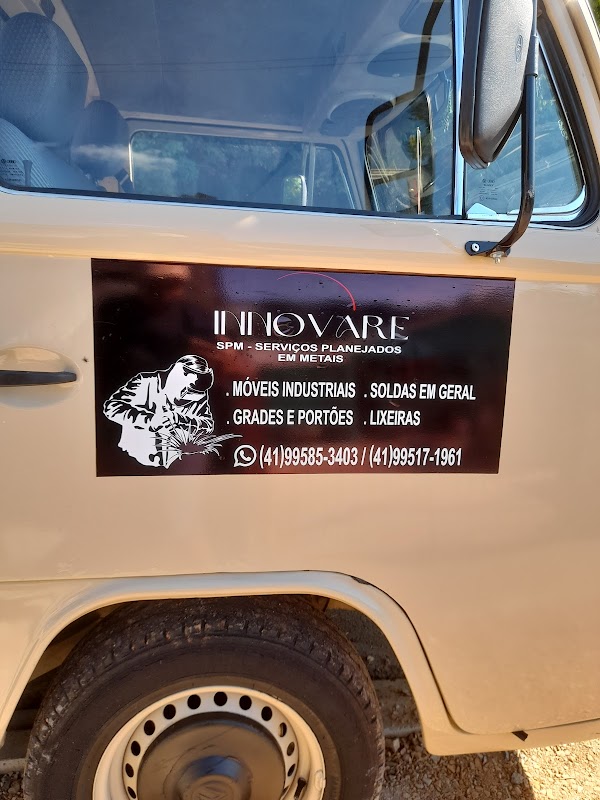 INNOVARE
SPM - SERVIÇOS PLANEJADOS
EM METAIS
. MÓVEIS INDUSTRIAIS . SOLDAS EM GERAL
. GRADES E PORTÕES . LIXEIRAS
(41)99585-3403 / (41)99517-1961